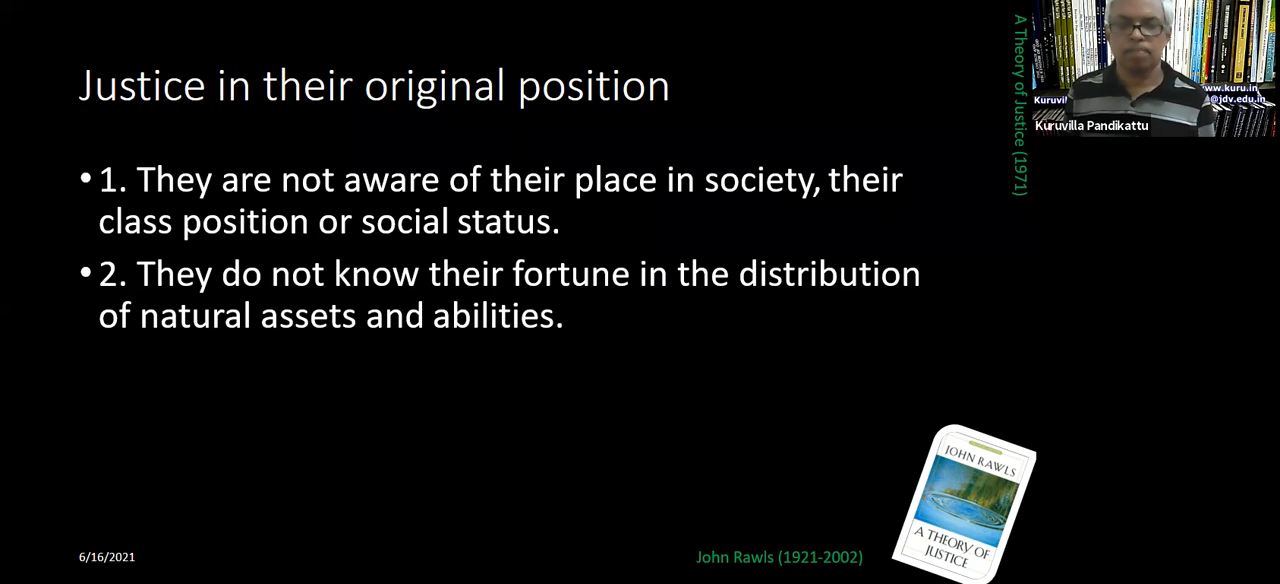 Justice in their original position
• 1. They are not aware of their place in society, their
class position or social status.
• 2. They do not know their fortune in the distribution
of natural assets and abilities.
6/16/2021
John Rawls (1921-2002)
JOHN RAWLS
A THEORY OF
JUSTICE
A Theory of Justice (1971)
www.kuru.in
Kuruvil
@jdv.edu.in
Kuruvilla Pandikattu